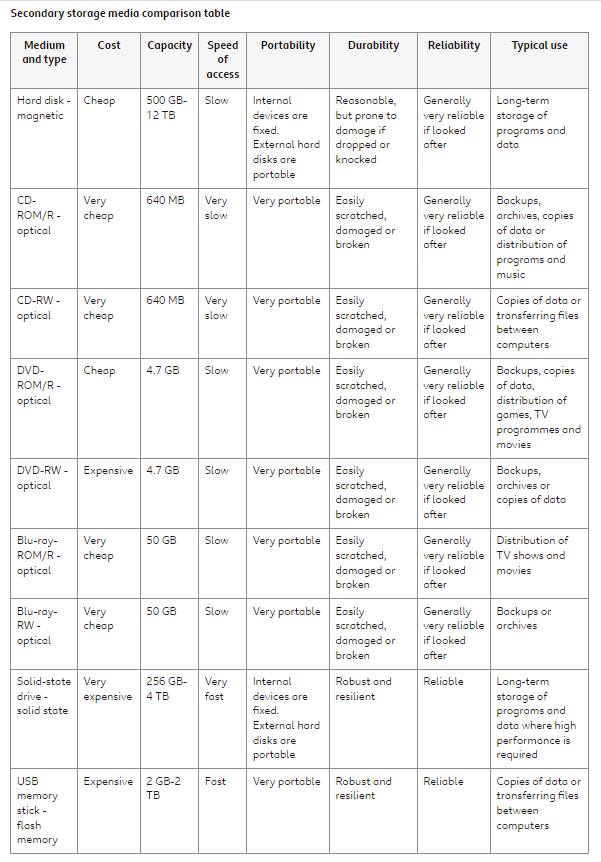 Secondary storage media comparison table
Medium and type	Cost	Capacity	Speed of access	Portability	Durability	Reliability	Typical use
Hard disk - magnetic	Cheap	500 GB-12 TB	Slow	Internal devices are fixed. External hard disks are portable	Reasonable, but prone to damage if dropped or knocked	Generally very reliable if looked after	Long-term storage of programs and data
CD-ROM/R - optical	Very cheap	640 MB	Very slow	Very portable	Easily scratched, damaged or broken	Generally very reliable if looked after	Backups, archives, copies of data or distribution of programs and music
CD-RW - optical	Very cheap	640 MB	Very slow	Very portable	Easily scratched, damaged or broken	Generally very reliable if looked after	Copies of data or transferring files between computers
DVD-ROM/R - optical	Cheap	4.7 GB	Slow	Very portable	Easily scratched, damaged or broken	Generally very reliable if looked after	Backups, copies of data, distribution of games, TV programmes and movies
DVD-RW - optical	Expensive	4.7 GB	Slow	Very portable	Easily scratched, damaged or broken	Generally very reliable if looked after	Backups, archives or copies of data
Blu-ray-ROM/R - optical	Very cheap	50 GB	Slow	Very portable	Easily scratched, damaged or broken	Generally very reliable if looked after	Distribution of TV shows and movies
Blu-ray-RW - optical	Very cheap	50 GB	Slow	Very portable	Easily scratched, damaged or broken	Generally very reliable if looked after	Backups or archives
Solid-state drive - solid state	Very expensive	256 GB-4 TB	Very fast	Internal devices are fixed. External hard disks are portable	Robust and resilient	Reliable	Long-term storage of programs and data where high performance is required
USB memory stick - flash memory	Expensive	2 GB-2 TB	Fast	Very portable	Robust and resilient	Reliable	Copies of data or transferring files between computers